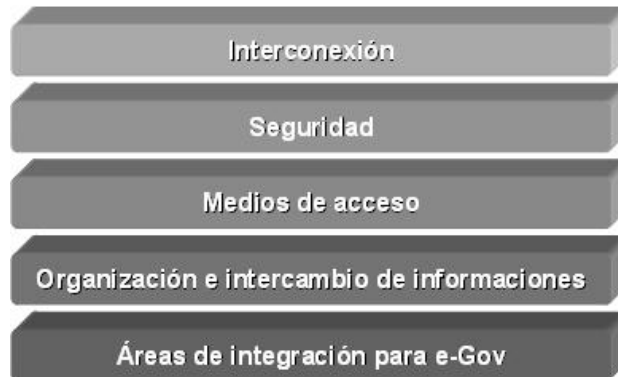 Interconexión
Seguridad
Medios de acceso
Organización e intercambio de informaciones
Áreas de integración para e-Gov